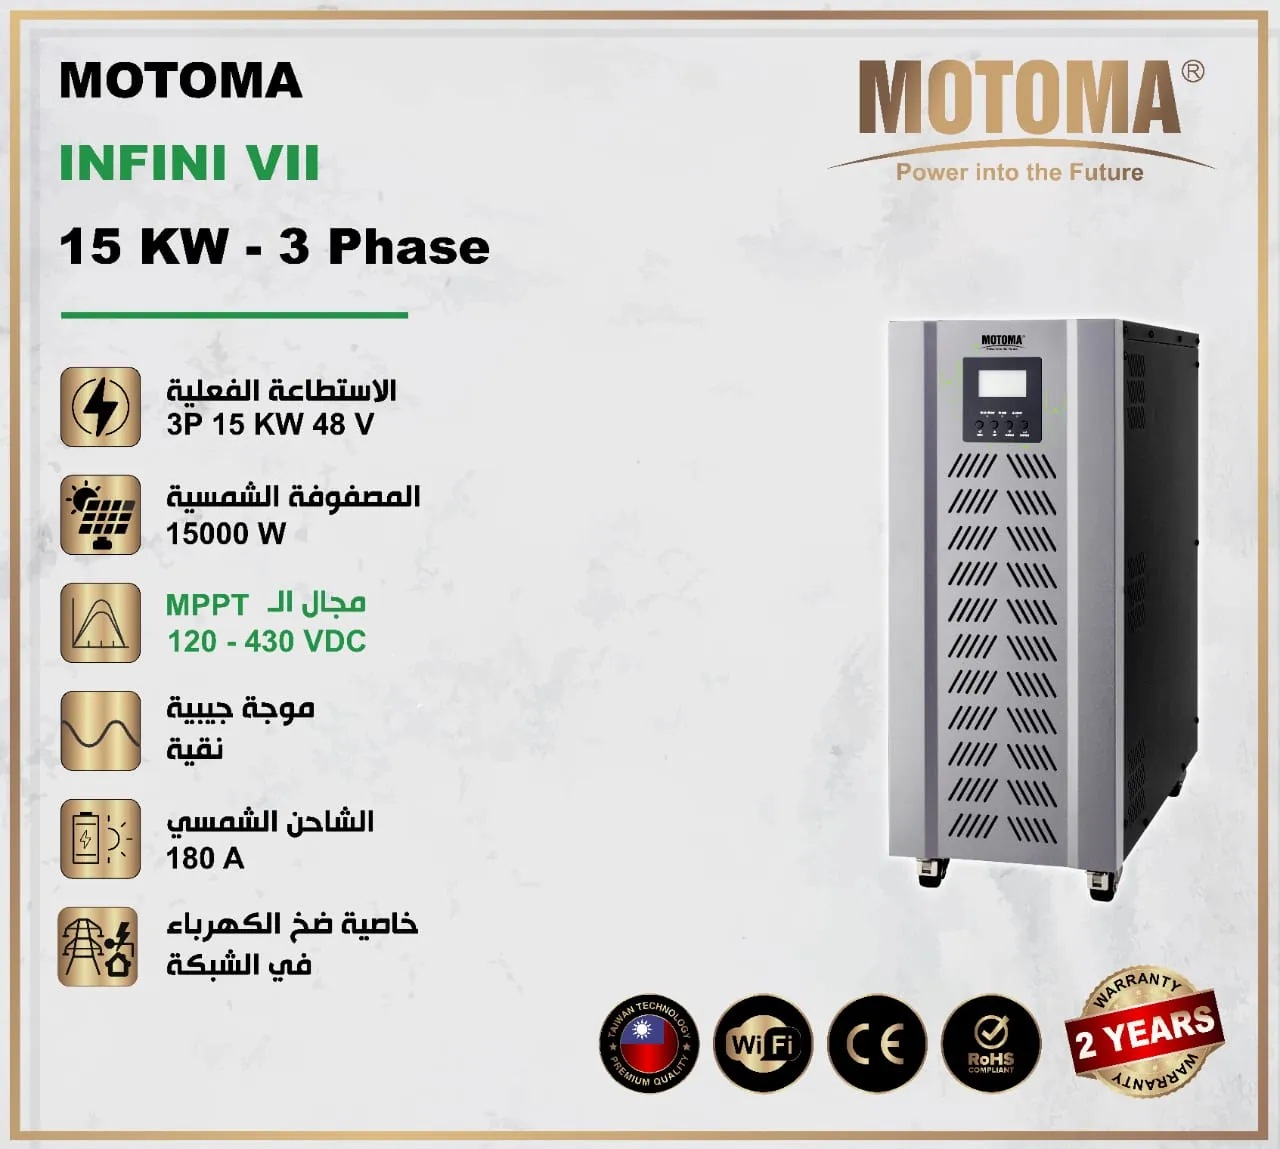 MOTOMA
INFINI VII
15 KW - 3 Phase
MOTOMA®
Power into the Future
الاستطاعة الفعلية
3P 15 KW 48 V
المصفوفة الشمسية
15000 W
مجال الـ MPPT
120 - 430 VDC
موجة جيبية
نقية
الشاحن الشمسي
180 A
خاصية ضخ الكهرباء
في الشبكة
MOTOMA
TAIWAN TECHNOLOGY
PREMIUM QUALITY
WiFi
CE
RoHS
COMPLIANT
WARRANTY
2 YEARS
WARRANTY